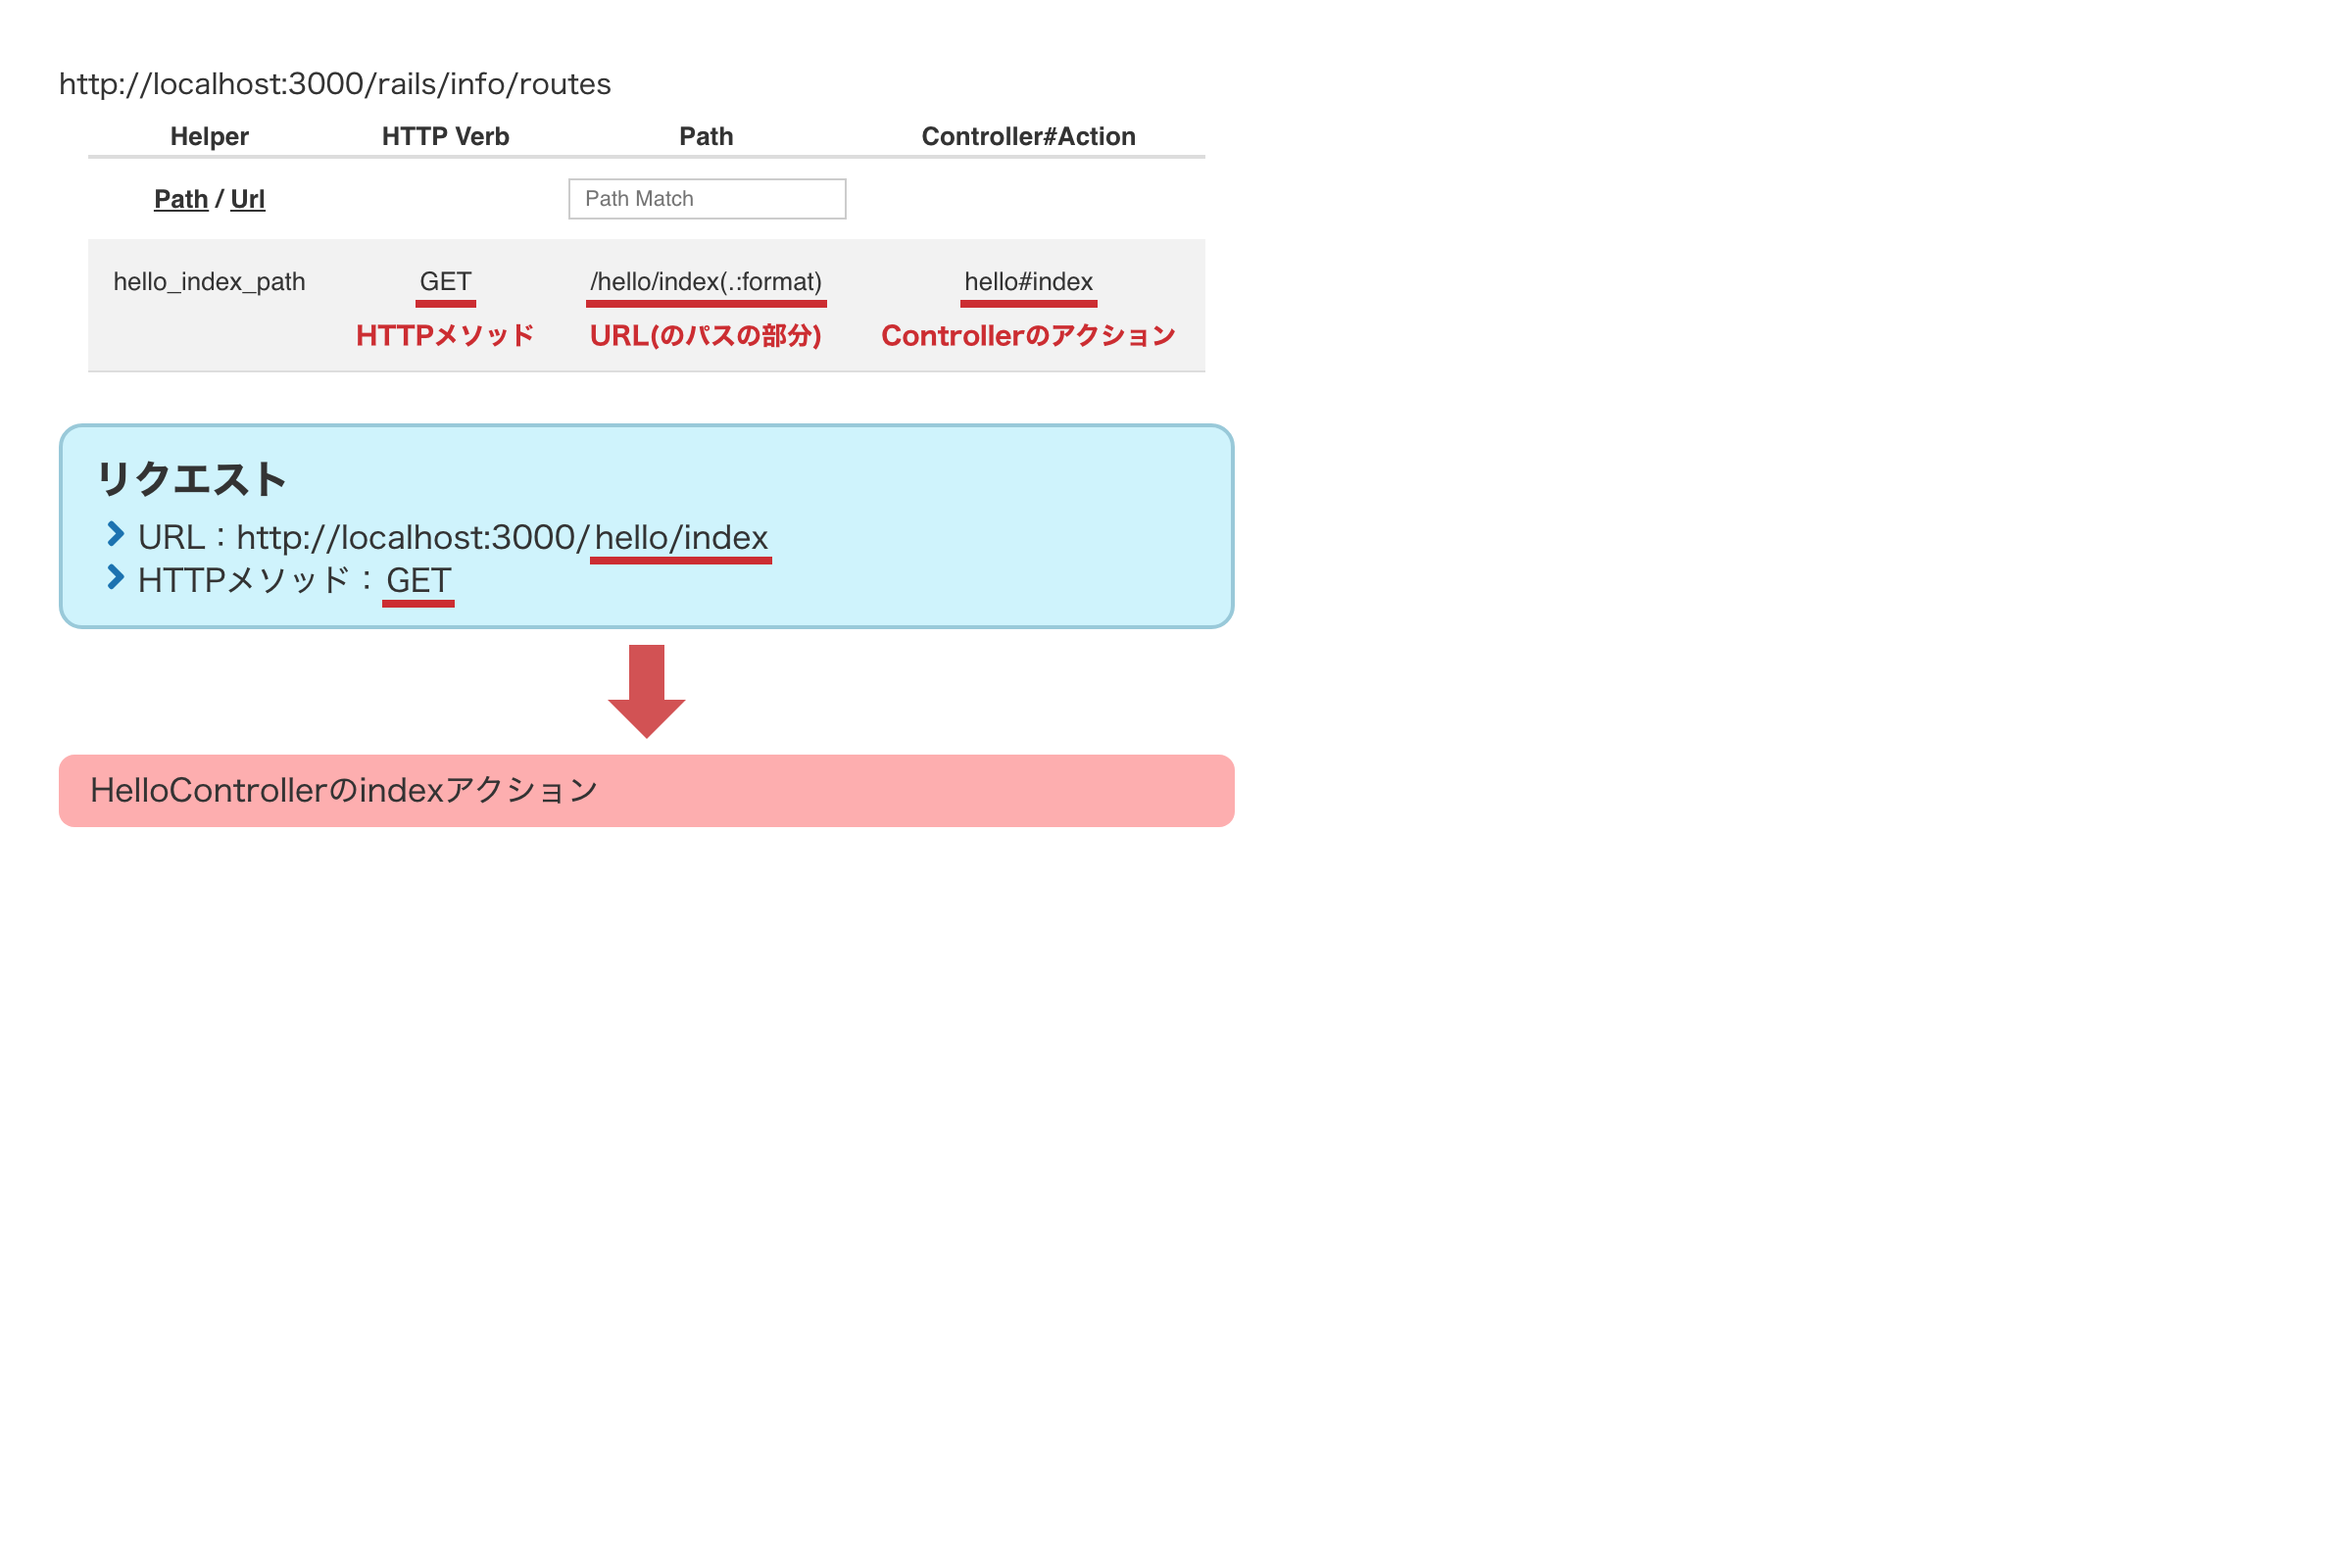 http://localhost:3000/rails/info/routes
Helper HTTP Verb Path Controller#Action
Path / Url Path Match
hello_index_path GET /hello/index(.:format) hello#index
HTTPメソッド URL(のパスの部分) Controllerのアクション
リクエスト
URL：http://localhost:3000/hello/index
HTTPメソッド：GET
HelloControllerのindexアクション